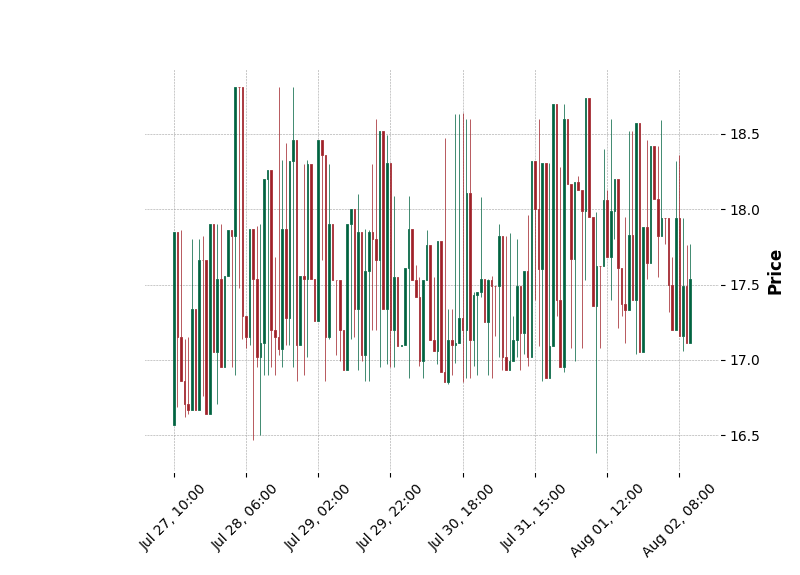 18.5
18.0
17.5
17.0
16.5
Price
Jul 27, 10:00
Jul 28, 06:00
Jul 29, 02:00
Jul 29, 22:00
Jul 30, 18:00
Jul 31, 15:00
Aug 01, 12:00
Aug 02, 08:00